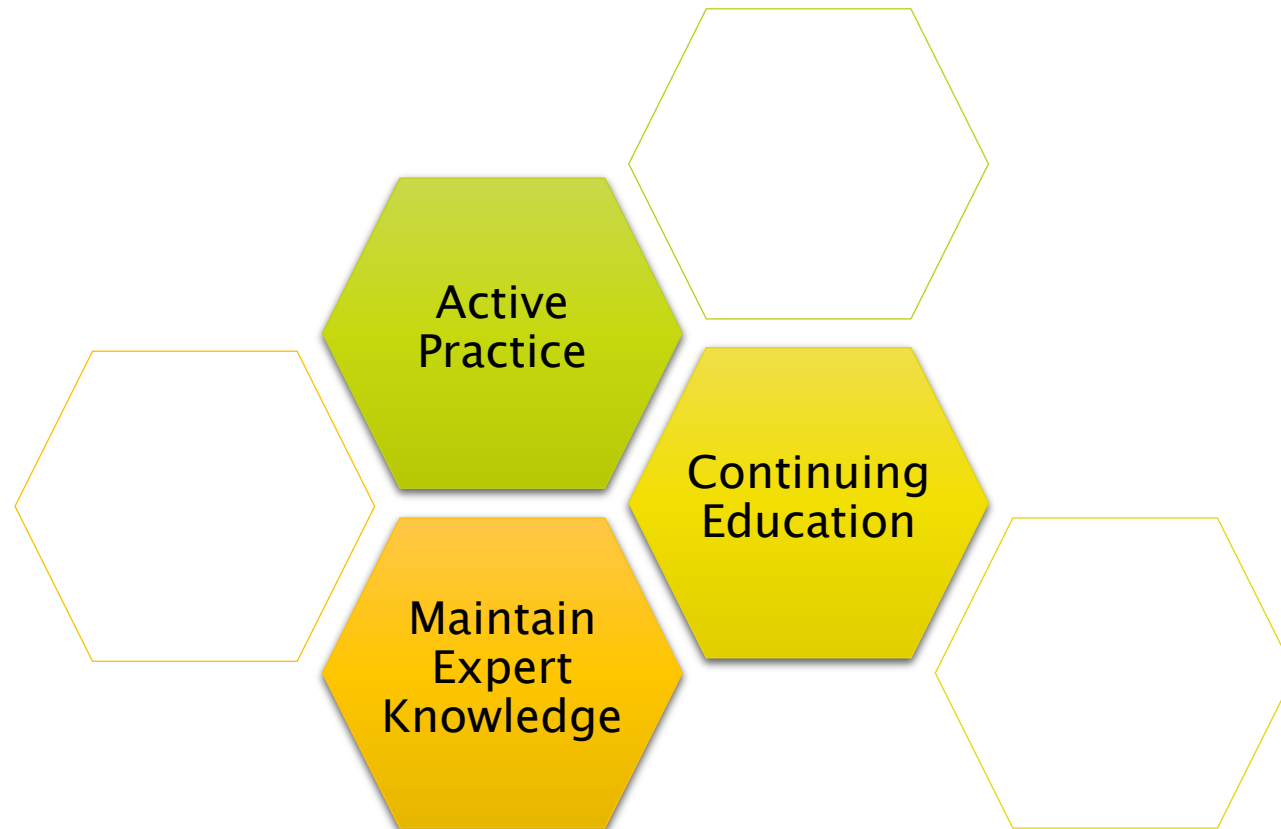 Active
Practice
Continuing
Education
Maintain
Expert
Knowledge